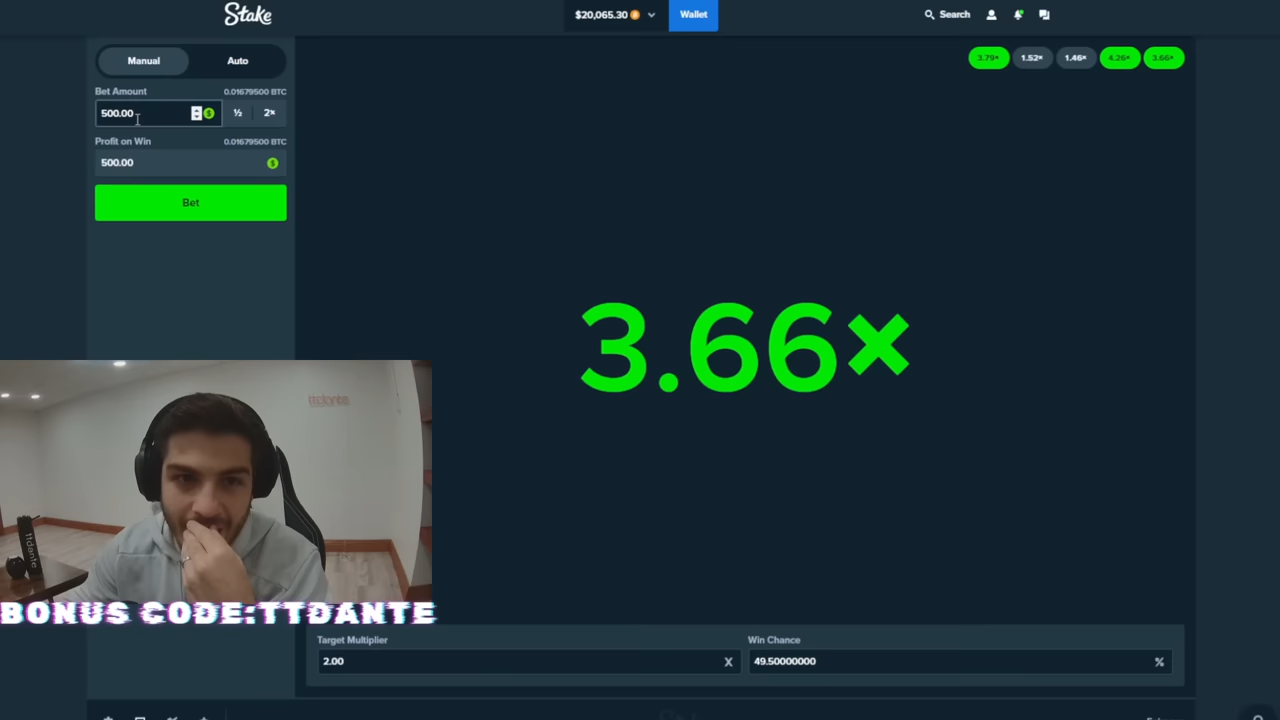 Stake
$20,065.30
Wallet
Search
Manual
Auto
3.79×
1.52×
1.46×
4.26×
3.66×
Bet Amount
0.01679500 BTC
500.00
½
2×
Profit on Win
0.01679500 BTC
500.00
Bet
3.66×
ttdante
ttdante
BONUS CODE:TTDANTE
Target Multiplier
2.00
X
Win Chance
49.50000000
%